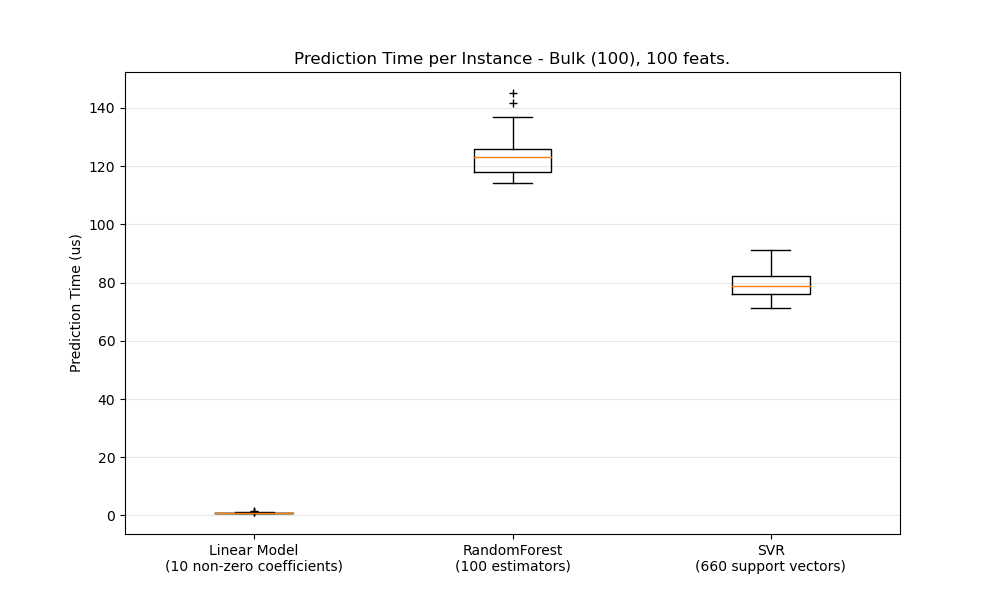 Prediction Time per Instance - Bulk (100), 100 feats.
Prediction Time (us)
140
120
100
80
60
40
20
0
Linear Model
(10 non-zero coefficients)
RandomForest
(100 estimators)
SVR
(660 support vectors)